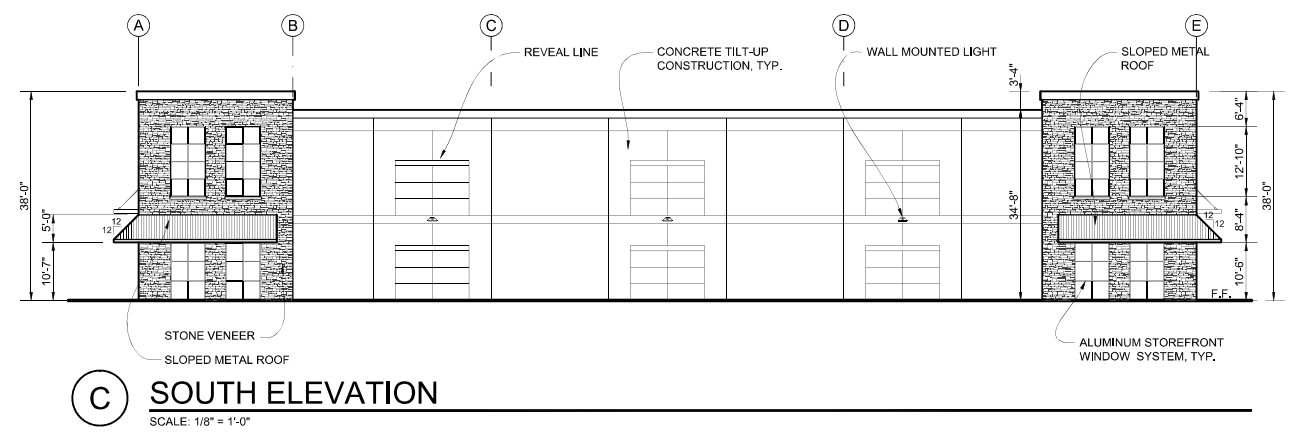 A
B
C
D
E
REVEAL LINE
CONCRETE TILT-UP
CONSTRUCTION, TYP.
WALL MOUNTED LIGHT
SLOPED METAL
ROOF
3'-4"
38'-0"
5'-0"
10'-7"
12
12
34'-8"
6'-4"
12'-10"
8'-4"
10'-6"
38'-0"
12
12
F.F.
STONE VENEER
SLOPED METAL ROOF
ALUMINUM STOREFRONT
WINDOW SYSTEM, TYP.
C
SOUTH ELEVATION
SCALE: 1/8" = 1'-0"